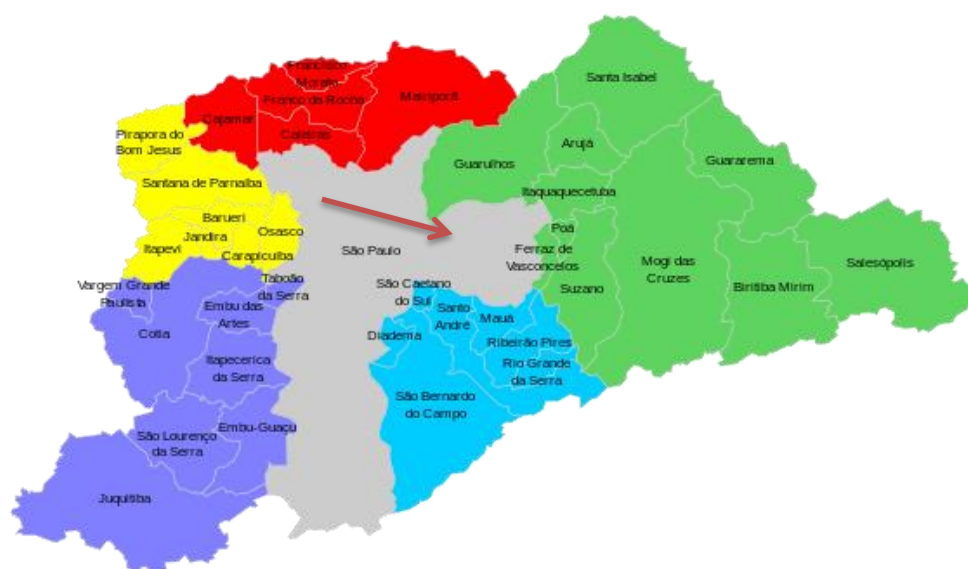 Francisco
Morato
Franco da Rocha
Mairiporã
Cajamar
Caieiras
Santa Isabel
Pirapora do
Bom Jesus
Guarulhos
Arujá
Guararema
Santana de Parnaíba
Itaquaquecetuba
Barueri
Osasco
Jandira
Itapevi
Carapicuíba
São Paulo
Poá
Ferraz de
Vasconcelos
Mogi das
Cruzes
Salesópolis
Suzano
Biritiba Mirim
Vargem Grande
Paulista
Taboão
da Serra
São Caetano
do Sul
Embu das
Artes
Santo
André
Mauá
Cotia
Diadema
Ribeirão Pires
Itapecerica
da Serra
Rio Grande
da Serra
São Bernardo
do Campo
Embu-Guaçu
São Lourenço
da Serra
Juquitiba